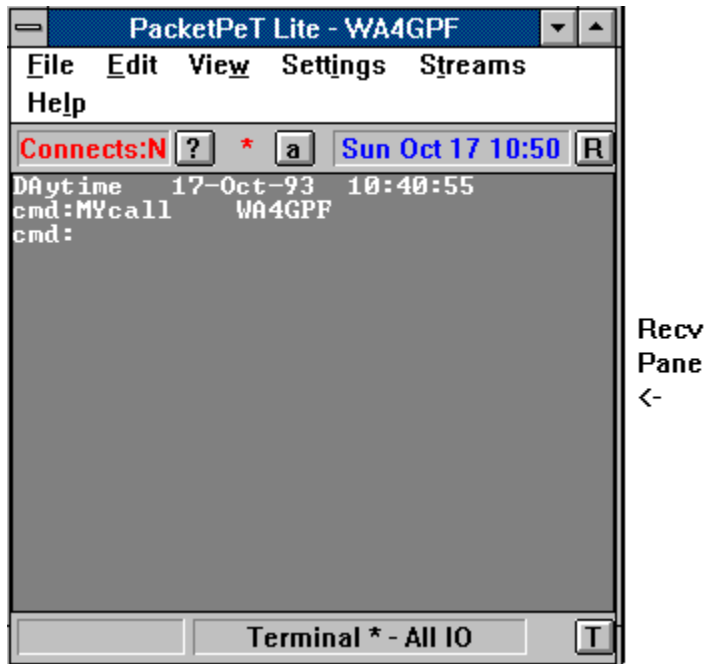 PacketPeT Lite - WA4GPF
File Edit View Settings Streams
Help
Connects:N ? * a Sun Oct 17 10:50 R
DAytime 17-Oct-93 10:40:55
cmd:MYcall WA4GPF
cmd:
Recv
Pane
<-
Terminal * - All IO T